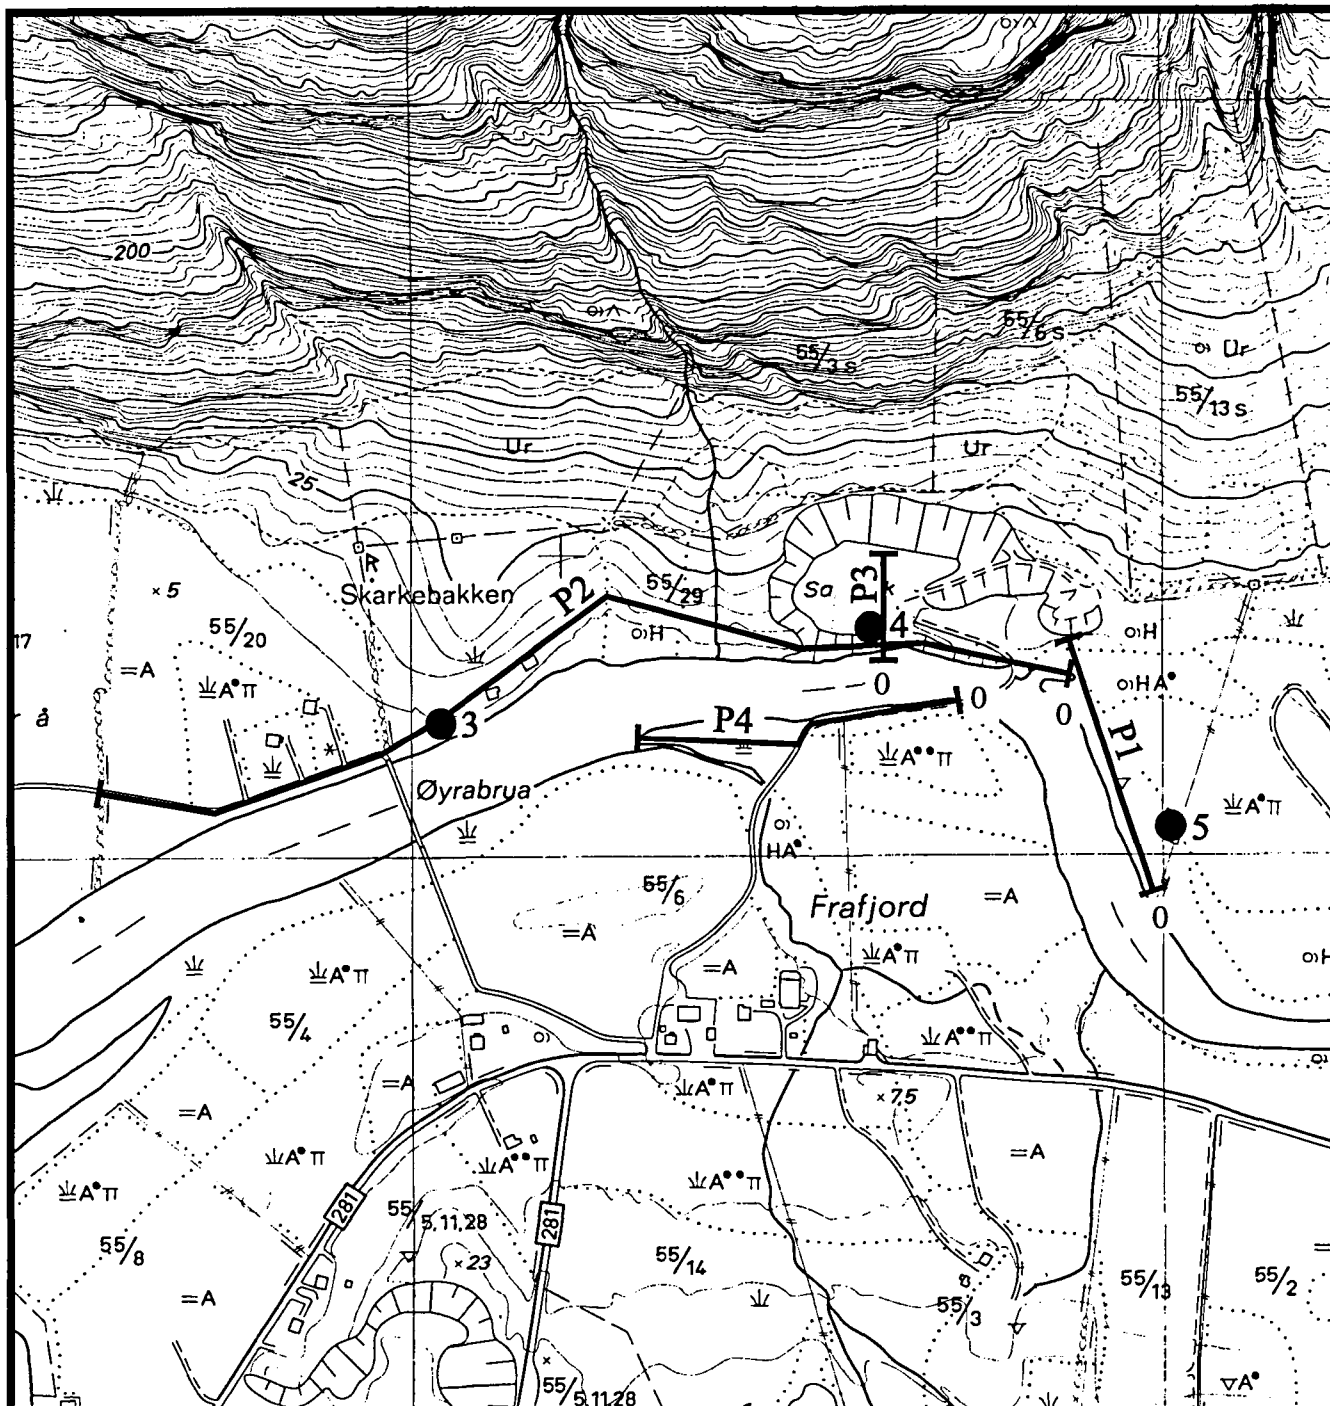 200
55/3 s
55/6 s
Ur
55/13 s
Ur
Ur
25
R
5
Skarkebakken
P2
55/29
Sa
P3
k
4
H
55/20
17
=A
A π
å
HA
0
0
0
3
P4
P1
A π
A π
5
Øyrabrua
HA
0
55/6
Frafjord
=A
=A
A π
=A
A π
H
55/4
A π
=A
A π
7.5
=A
=A
A π
A π
A π
A π
281
55/
5,11,28
281
55/8
23
55/14
55/13
55/2
=A
55/3
A
55/5,11,28